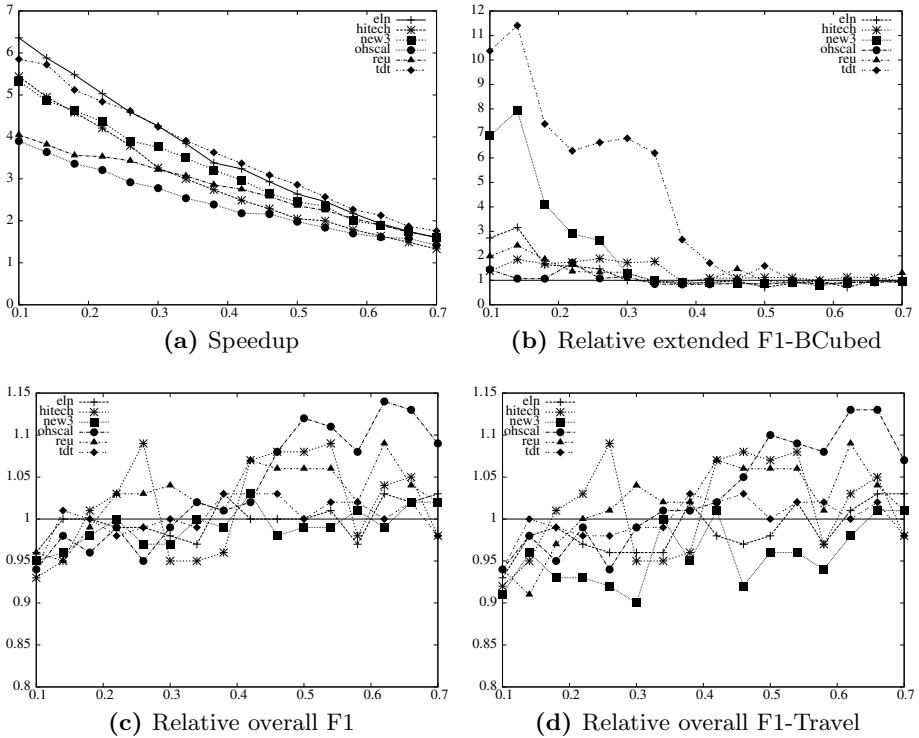 7
6
5
4
3
2
1
0
0.1 0.2 0.3 0.4 0.5 0.6 0.7
eln
hitech
new3
ohscal
reu
tdt
(a) Speedup
12
11
10
9
8
7
6
5
4
3
2
1
0
0.1 0.2 0.3 0.4 0.5 0.6 0.7
eln
hitech
new3
ohscal
reu
tdt
(b) Relative extended F1-BCubed
1.15
1.1
1.05
1
0.95
0.9
0.85
0.8
0.1 0.2 0.3 0.4 0.5 0.6 0.7
eln
hitech
new3
ohscal
reu
tdt
(c) Relative overall F1
1.15
1.1
1.05
1
0.95
0.9
0.85
0.8
0.1 0.2 0.3 0.4 0.5 0.6 0.7
eln
hitech
new3
ohscal
reu
tdt
(d) Relative overall F1-Travel